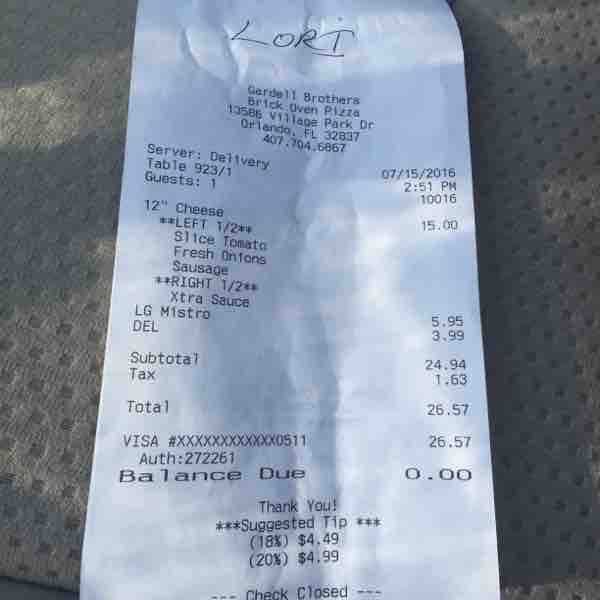 LORI
Gardell Brothers
Brick Oven Pizza
13586 Village Park Dr
Orlando, FL 32837
407.704.6867
Server: Delivery 07/15/2016
Table 923/1 2:51 PM
Guests: 1 10016
12" Cheese 15.00
**LEFT 1/2**
Slice Tomato
Fresh Onions
Sausage
**RIGHT 1/2**
Xtra Sauce
LG Mistro 5.95
DEL 3.99
Subtotal 24.94
Tax 1.63
Total 26.57
VISA #XXXXXXXXXXXX0511 26.57
Auth:272261
Balance Due 0.00
Thank You!
***Suggested Tip ***
(18%) $4.49
(20%) $4.99
--- Check Closed ---